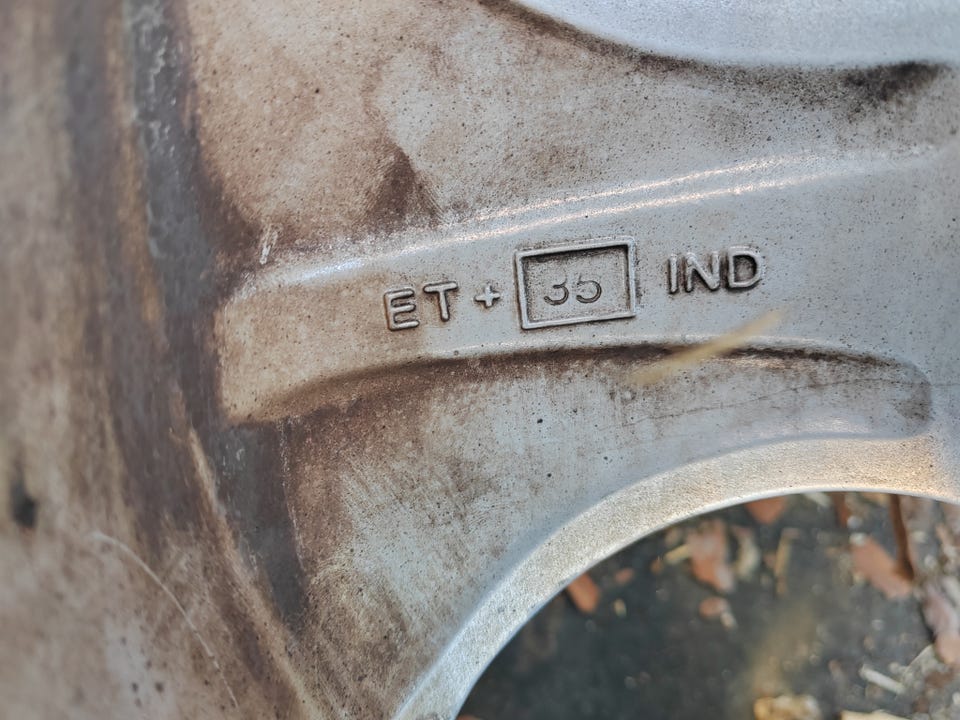 ET + 35 IND